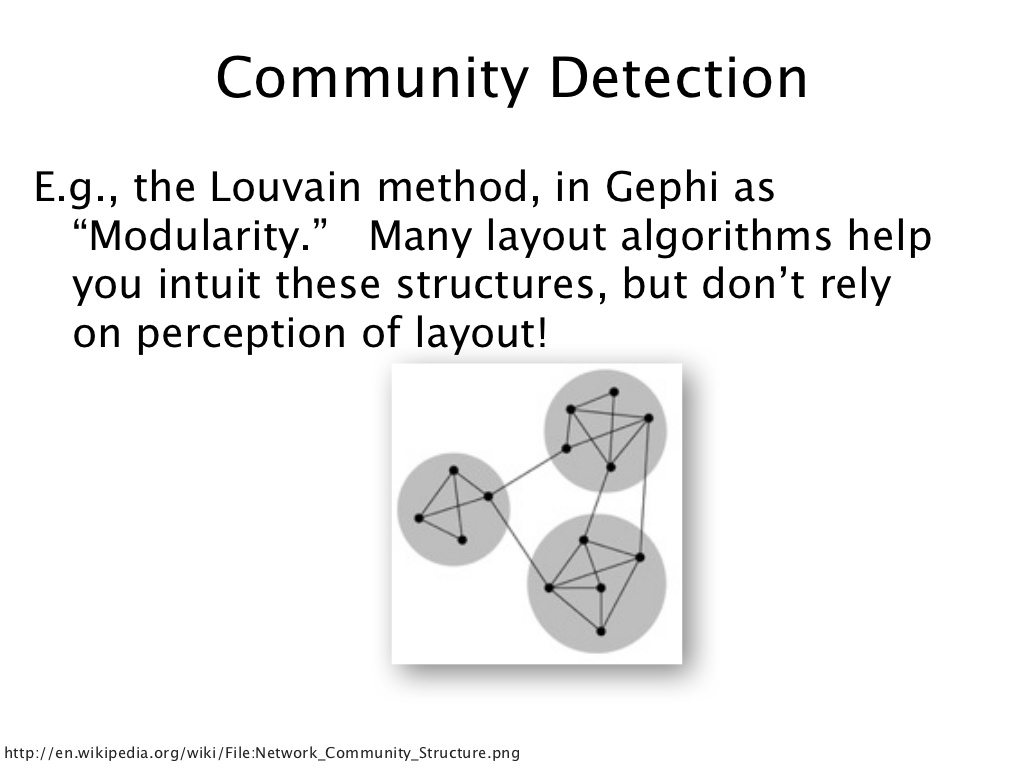 Community Detection
E.g., the Louvain method, in Gephi as
“Modularity.”   Many layout algorithms help
you intuit these structures, but don’t rely
on perception of layout!
http://en.wikipedia.org/wiki/File:Network_Community_Structure.png